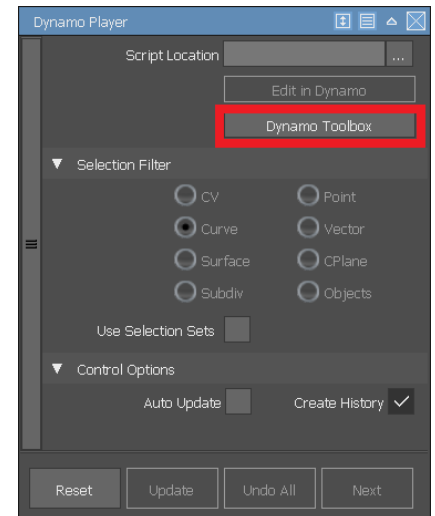 Dynamo Player
Script Location
...
Edit in Dynamo
Dynamo Toolbox
Selection Filter
CV Point
Curve Vector
Surface CPlane
Subdiv Objects
Use Selection Sets
Control Options
Auto Update Create History
Reset Update Undo All Next